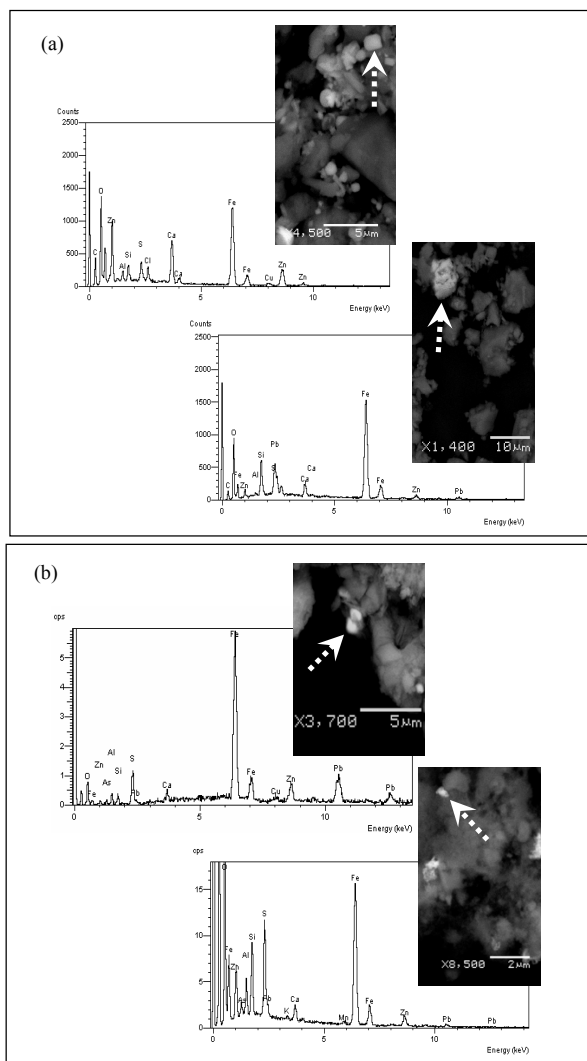 (a)
X4,500 5μm
Counts
2500
2000
1500
1000
500
0
O
C
Zn
Al
Si
S
Cl
Ca
Ca
Fe
Fe
Cu
Zn
Zn
0 5 10
Energy (keV)
X1,400 10μm
Counts
2500
2000
1500
1000
500
0
C
O
Fe
Zn
Al
Si
Pb
S
Ca
Ca
Fe
Fe
Zn
Pb
0 5 10
Energy (keV)
(b)
X3,700 5μm
cps
5
4
3
2
1
0
O
Fe
Zn
As
Al
Si
S
Pb
Ca
Fe
Fe
Cu
Zn
Pb
Pb
0 5 10
Energy (keV)
X8,500 2μm
cps
15
10
5
0
O
Fe
Zn
As
Al
Si
S
Pb
K
Ca
Mn
Fe
Fe
Zn
Pb
Pb
0 5 10
Energy (keV)